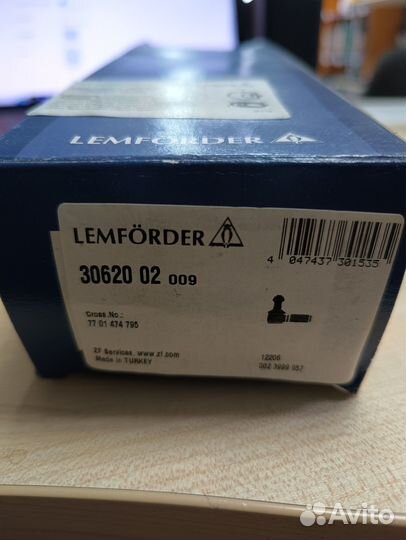 LEMFÖRDER
LEMFÖRDER
30620 02 009
4 047437 301535
Cross.No.:
77 01 474 795
ZF Services. www.zf.com
Made in TURKEY
12206
Avito